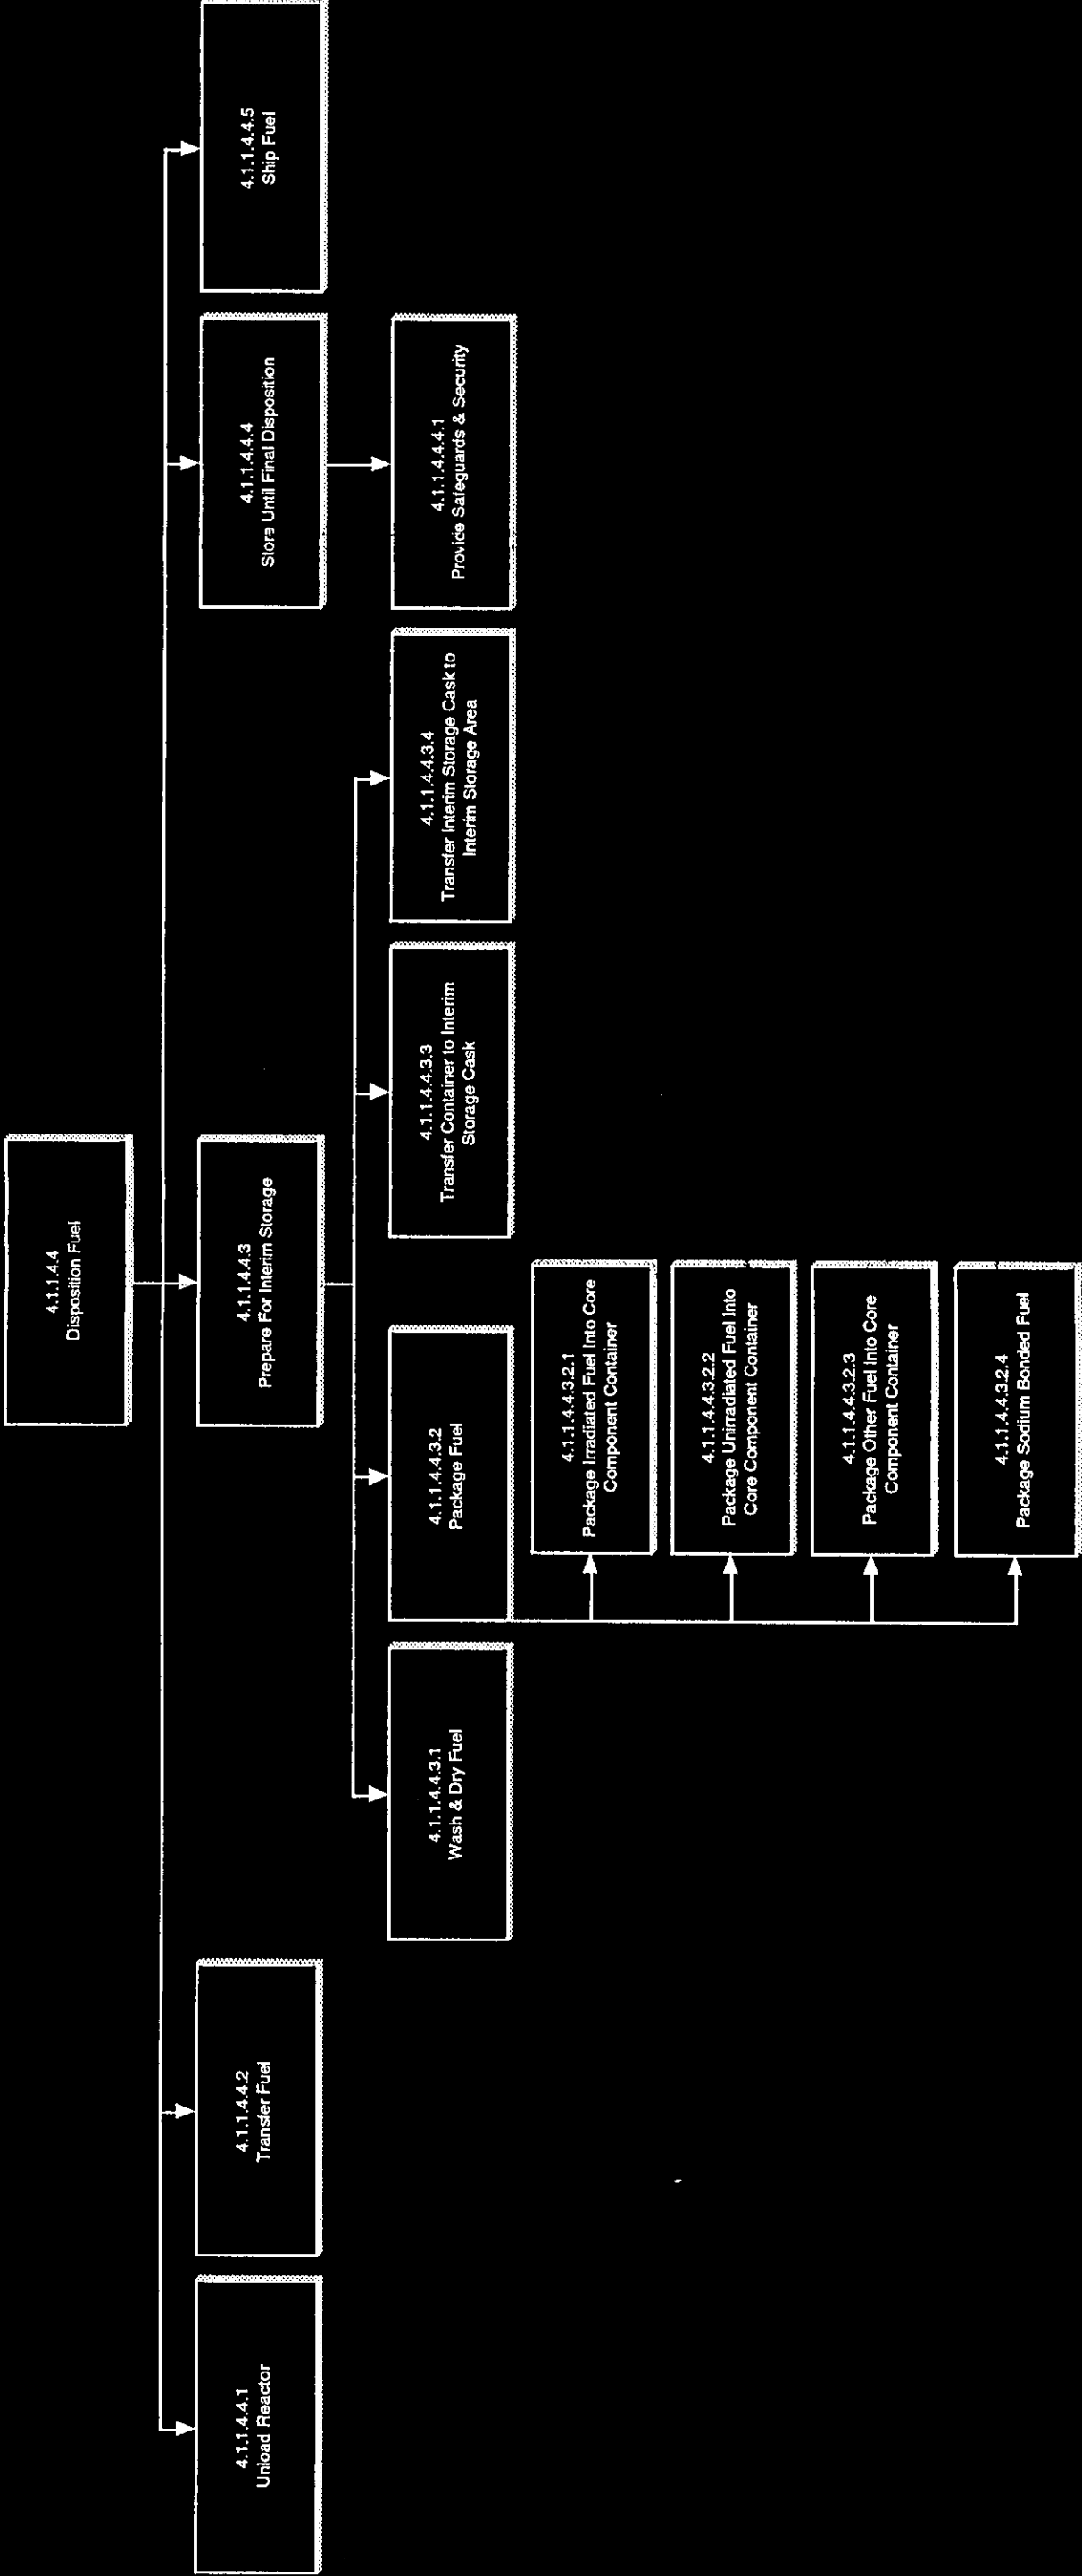 4.1.1.4.4
Disposition Fuel
4.1.1.4.4.1
Unload Reactor
4.1.1.4.4.2
Transfer Fuel
4.1.1.4.4.3
Prepare For Interim Storage
4.1.1.4.4.4
Store Until Final Disposition
4.1.1.4.4.5
Ship Fuel
4.1.1.4.4.3.1
Wash & Dry Fuel
4.1.1.4.4.3.2
Package Fuel
4.1.1.4.4.3.3
Transfer Container to Interim
Storage Cask
4.1.1.4.4.3.4
Transfer Interim Storage Cask to
Interim Storage Area
4.1.1.4.4.4.1
Provice Safeguards & Security
4.1.1.4.4.3.2.1
Package Irradiated Fuel Into Core
Component Container
4.1.1.4.4.3.2.2
Package Unirradiated Fuel Into
Core Component Container
4.1.1.4.4.3.2.3
Package Other Fuel Into Core
Component Container
4.1.1.4.4.3.2.4
Package Sodium Bonded Fuel